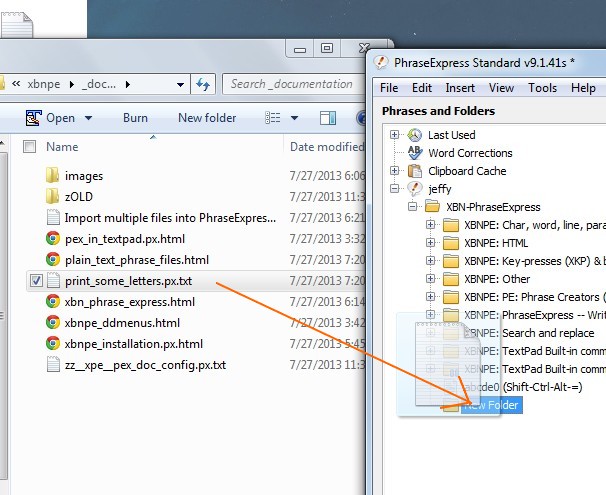 « xbnpe ▸ _doc... ▸
Search _documentation
Open
Burn
New folder
Name
Date modified
images
7/27/2013 6:06
zOLD
7/27/2013 11:3
Import multiple files into PhraseExpres...
7/27/2013 6:21
pex_in_textpad.px.html
7/27/2013 3:32
plain_text_phrase_files.html
7/27/2013 7:20
print_some_letters.px.txt
7/27/2013 7:20
xbn_phrase_express.html
7/27/2013 6:14
xbnpe_ddmenus.html
7/27/2013 3:42
xbnpe_installation.px.html
7/27/2013 5:45
zz__xpe_pex_doc_config.px.txt
7/27/2013 11:3
PhraseExpress Standard v9.1.41s *
File Edit Insert View Tools Help
Phrases and Folders
Last Used
Word Corrections
Clipboard Cache
jeffy
XBN-PhraseExpress
XBNPE: Char, word, line, para
XBNPE: HTML
XBNPE: Key-presses (XKP) & b
XBNPE: Other
XBNPE: PE: Phrase Creators (
XBNPE: PhraseExpress -- Writ
XBNPE: Search and replace
XBNPE: TextPad Built-in comm
XBNPE: TextPad Built-in comm
abcde0 (Shift-Ctrl-Alt-=)
New Folder